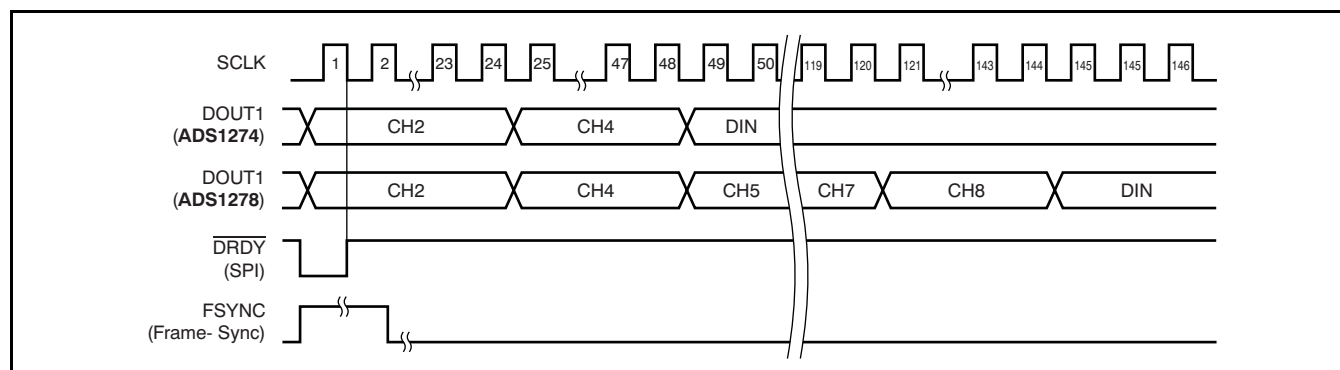 SCLK 1 2 23 24 25 47 48 49 50 119 120 121 143 144 145 145 146
DOUT1
(ADS1274)
CH2 CH4 DIN
DOUT1
(ADS1278)
CH2 CH4 CH5 CH7 CH8 DIN
DRDY
(SPI)
FSYNC
(Frame- Sync)